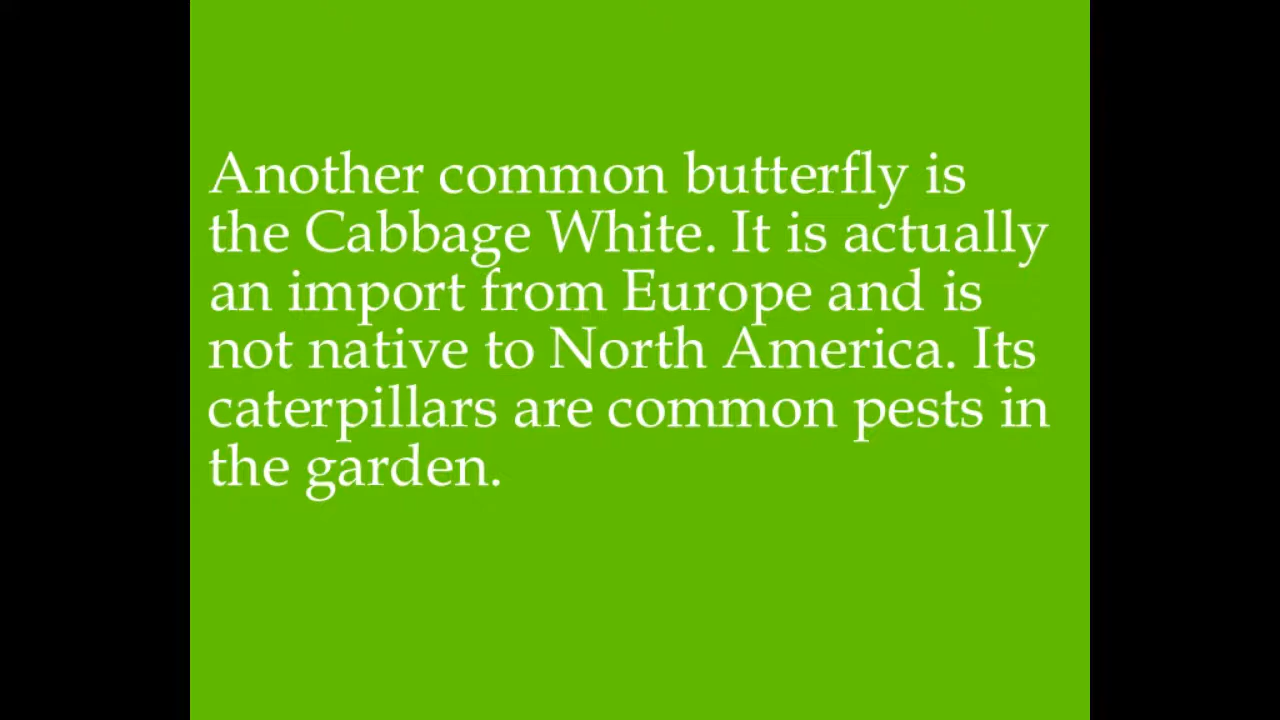 Another common butterfly is
the Cabbage White. It is actually
an import from Europe and is
not native to North America. Its
caterpillars are common pests in
the garden.